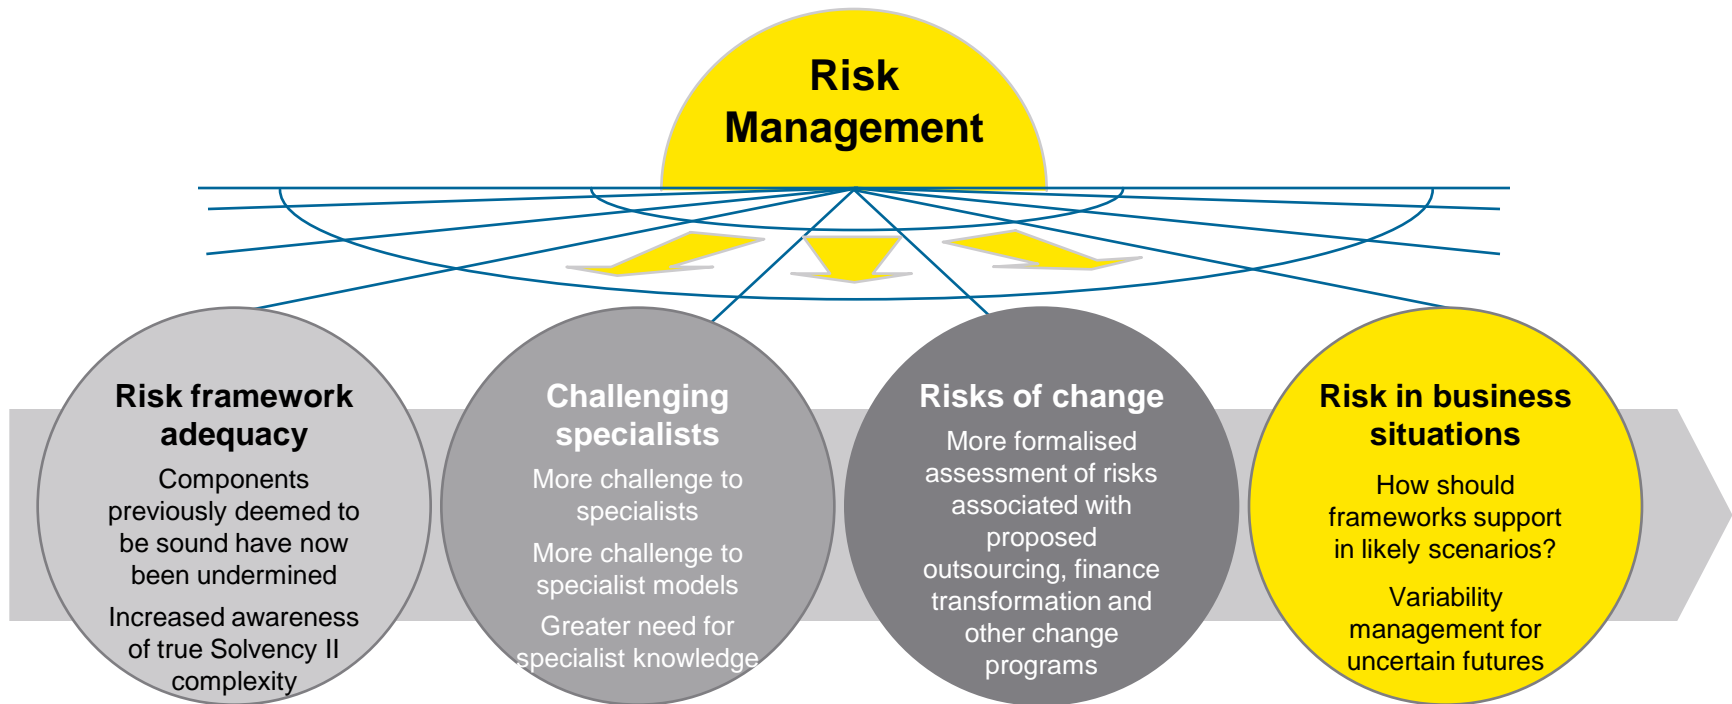 Risk
Management
Risk framework
adequacy
Components
previously deemed to
be sound have now
been undermined
Increased awareness
of true Solvency II
complexity
Challenging
specialists
More challenge to
specialists
More challenge to
specialist models
Greater need for
specialist knowledge
Risks of change
More formalised
assessment of risks
associated with
proposed
outsourcing, finance
transformation and
other change
programs
Risk in business
situations
How should
frameworks support
in likely scenarios?
Variability
management for
uncertain futures